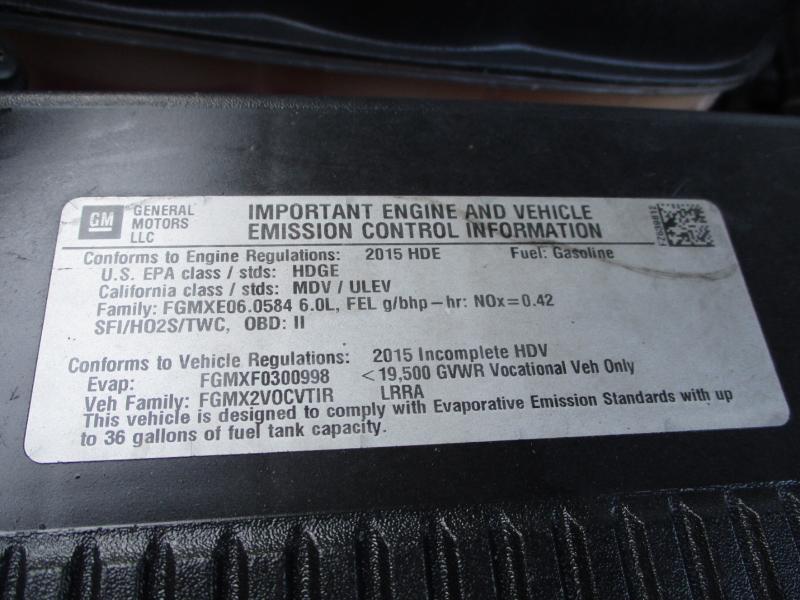 GM GENERAL MOTORS LLC
IMPORTANT ENGINE AND VEHICLE
EMISSION CONTROL INFORMATION
Conforms to Engine Regulations: 2015 HDE Fuel: Gasoline
U.S. EPA class / stds: HDGE
California class / stds: MDV / ULEV
Family: FGMXE06.0584 6.0L, FEL g/bhp-hr: NOx=0.42
SFI/HO2S/TWC, OBD: II
Conforms to Vehicle Regulations: 2015 Incomplete HDV
Evap: FGMXF0300998 <19,500 GVWR Vocational Veh Only
Veh Family: FGMX2VOCVTIR LRRA
This vehicle is designed to comply with Evaporative Emission Standards with up
to 36 gallons of fuel tank capacity.